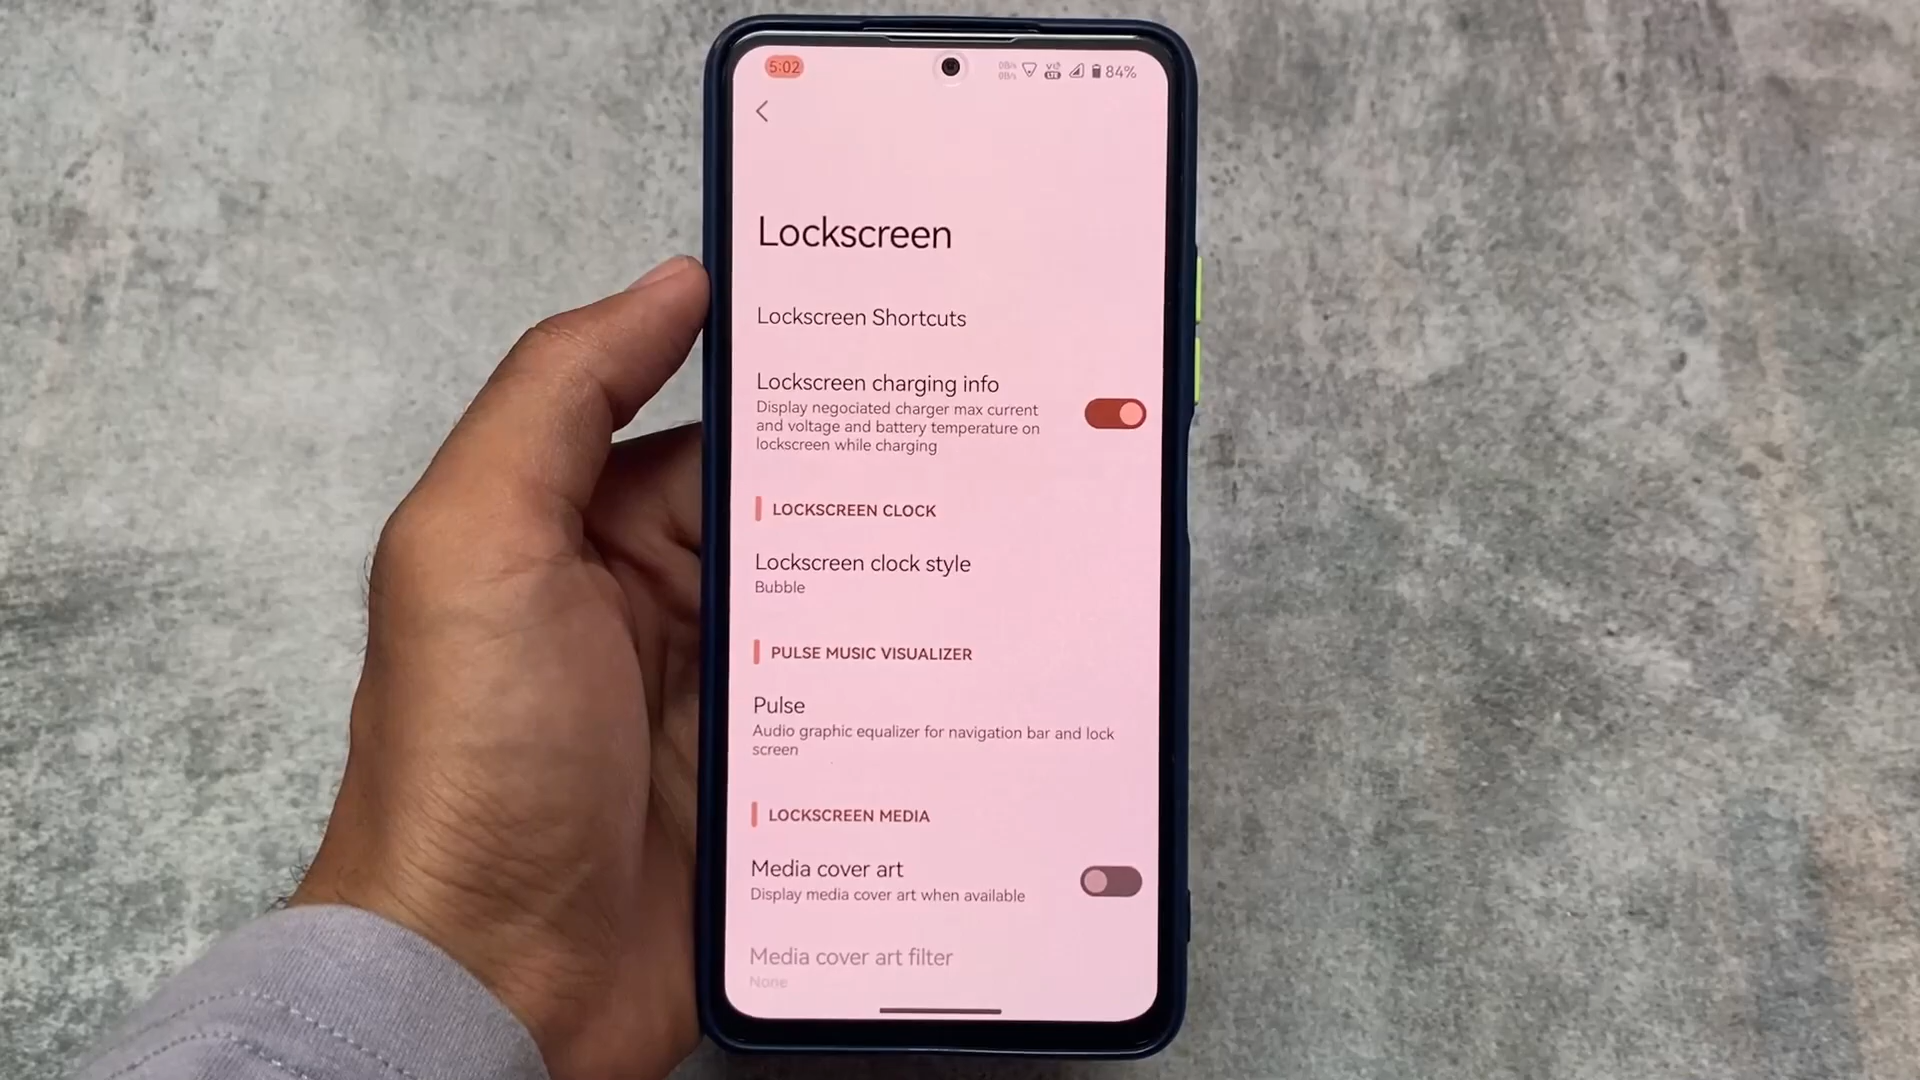 5:02
0B/s
0B/s
LTE
84%
Lockscreen
Lockscreen Shortcuts
Lockscreen charging info
Display negociated charger max current
and voltage and battery temperature on
lockscreen while charging
LOCKSCREEN CLOCK
Lockscreen clock style
Bubble
PULSE MUSIC VISUALIZER
Pulse
Audio graphic equalizer for navigation bar and lock
screen
LOCKSCREEN MEDIA
Media cover art
Display media cover art when available
Media cover art filter
None